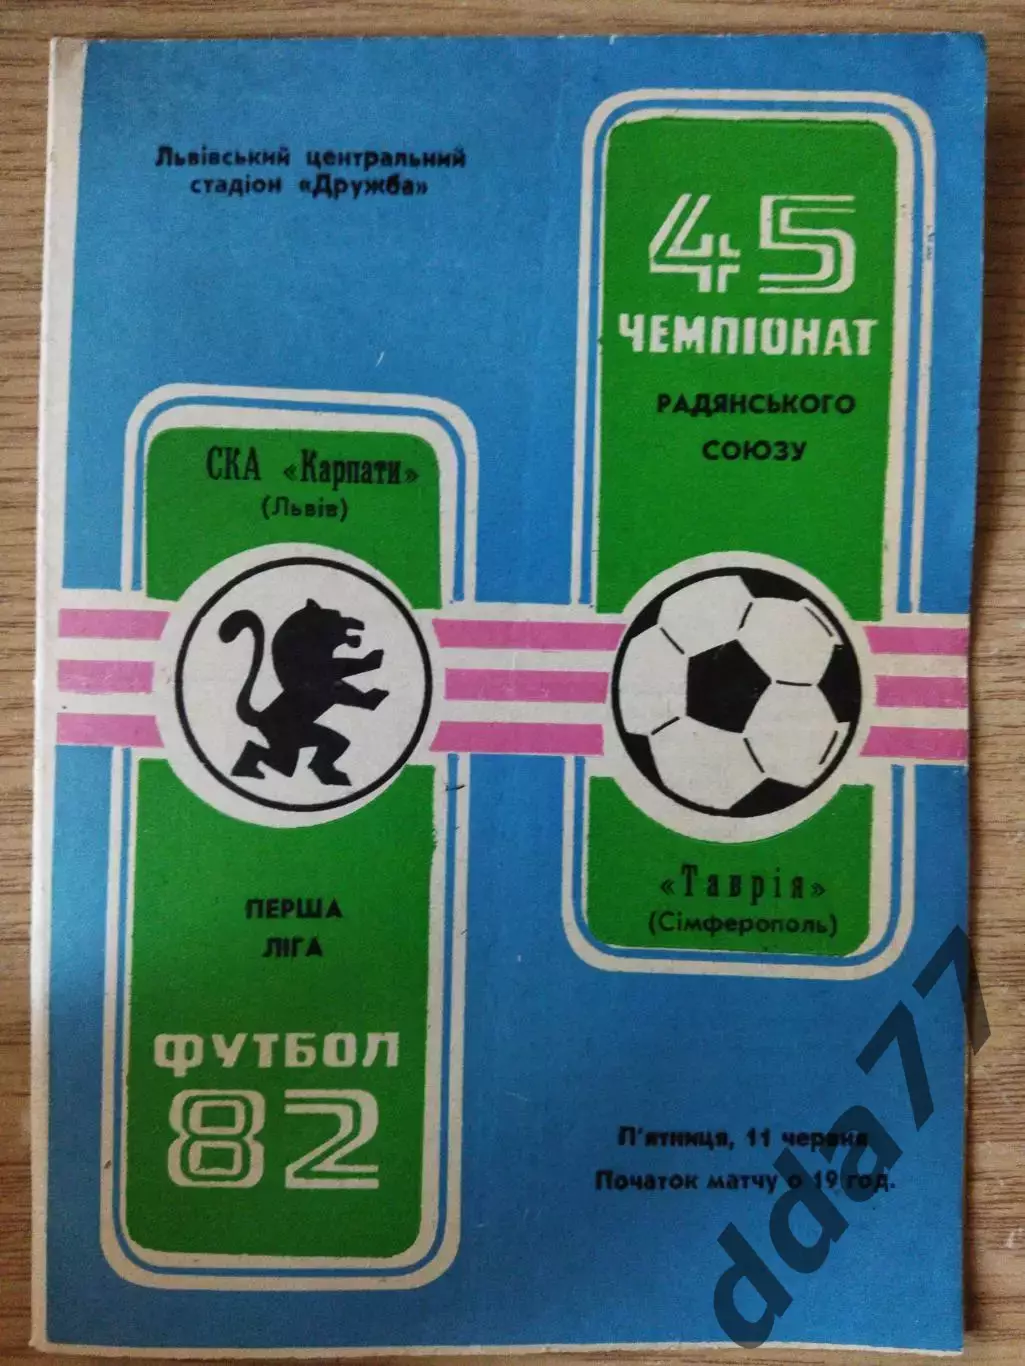 Львівський центральний
стадіон «Дружба»
45
ЧЕМПІОНАТ
РАДЯНСЬКОГО
СОЮЗУ
СКА «Карпати»
(Львів)
«Таврія»
(Сімферополь)
ПЕРША
ЛІГА
ФУТБОЛ
82
П'ятниця, 11 червня
Початок матчу о 19 год.
dda77